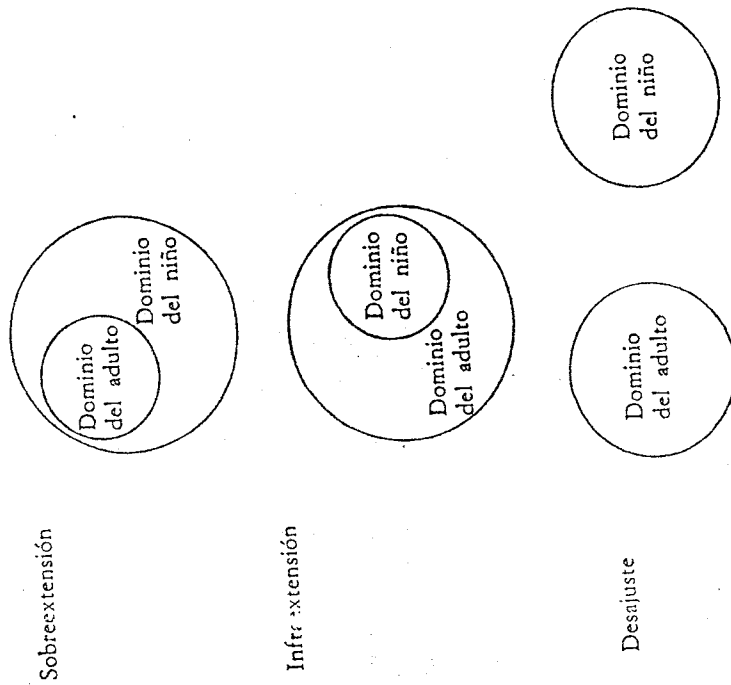 Sobreextensión
Dominio
del adulto
Dominio
del niño
Infraextensión
Dominio
del adulto
Dominio
del niño
Desajuste
Dominio
del adulto
Dominio
del niño